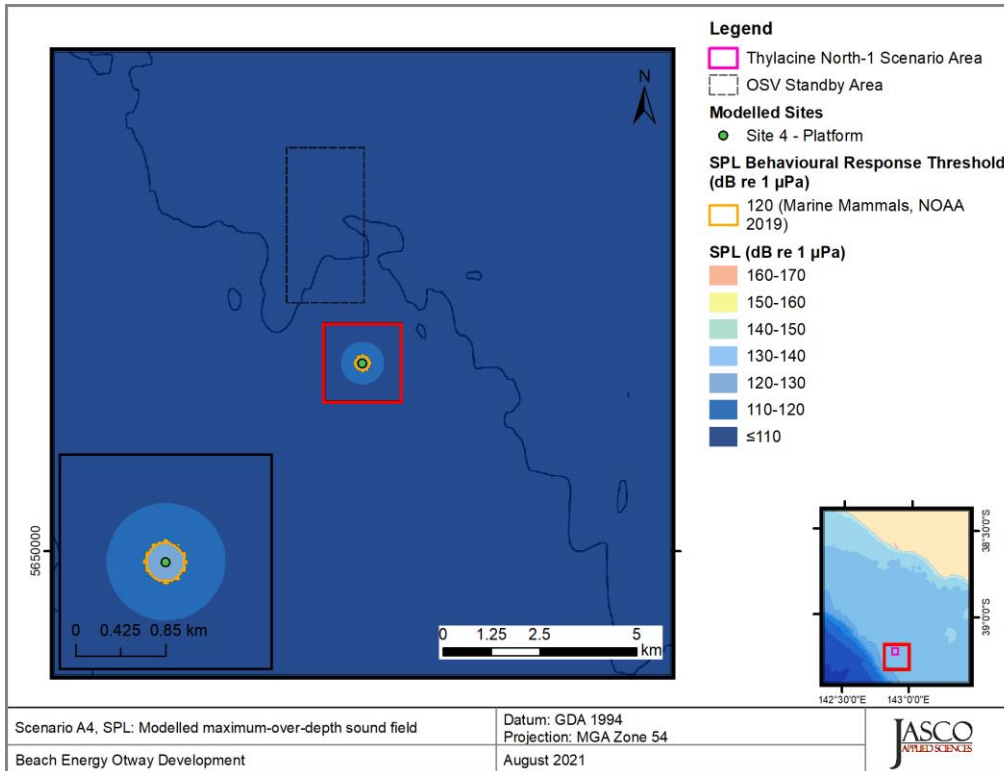 Legend
Thylacine North-1 Scenario Area
OSV Standby Area
Modelled Sites
Site 4 - Platform
SPL Behavioural Response Threshold
(dB re 1 µPa)
120 (Marine Mammals, NOAA
2019)
SPL (dB re 1 µPa)
160-170
150-160
140-150
130-140
120-130
110-120
≤110
N
5650000
0 0.425 0.85 km
0 1.25 2.5 5
km
38°30'0"S
39°0'0"S
142°30'0"E 143°0'0"E
Scenario A4, SPL: Modelled maximum-over-depth sound field
Datum: GDA 1994
Projection: MGA Zone 54
Beach Energy Otway Development
August 2021
JASCO
APPLIED SCIENCES